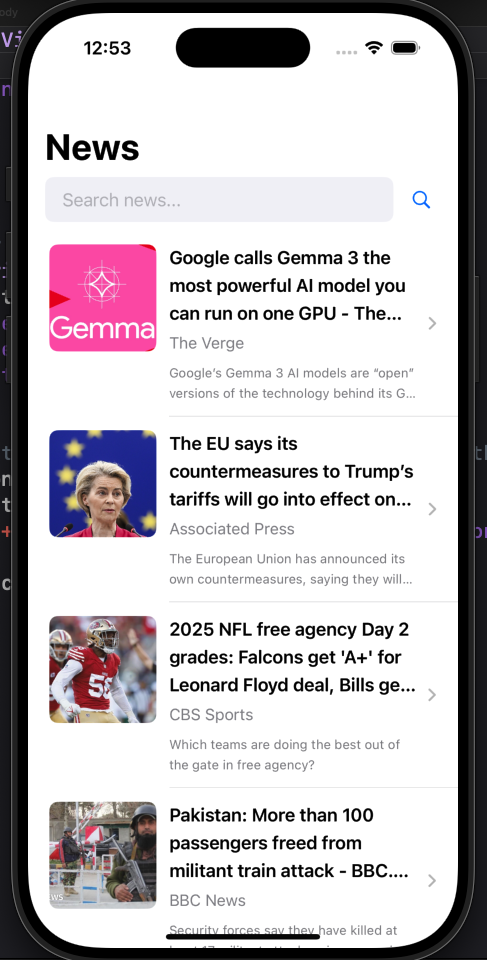 ody
Vi
12:53
News
Search news...
Google calls Gemma 3 the
most powerful AI model you
can run on one GPU - The...
The Verge
Google's Gemma 3 AI models are “open”
versions of the technology behind its G...
Gemma
The EU says its
countermeasures to Trump’s
tariffs will go into effect on...
Associated Press
The European Union has announced its
own countermeasures, saying they will...
2025 NFL free agency Day 2
grades: Falcons get 'A+' for
Leonard Floyd deal, Bills ge...
CBS Sports
Which teams are doing the best out of
the gate in free agency?
Pakistan: More than 100
passengers freed from
militant train attack - BBC....
BBC News
Security forces say they have killed at